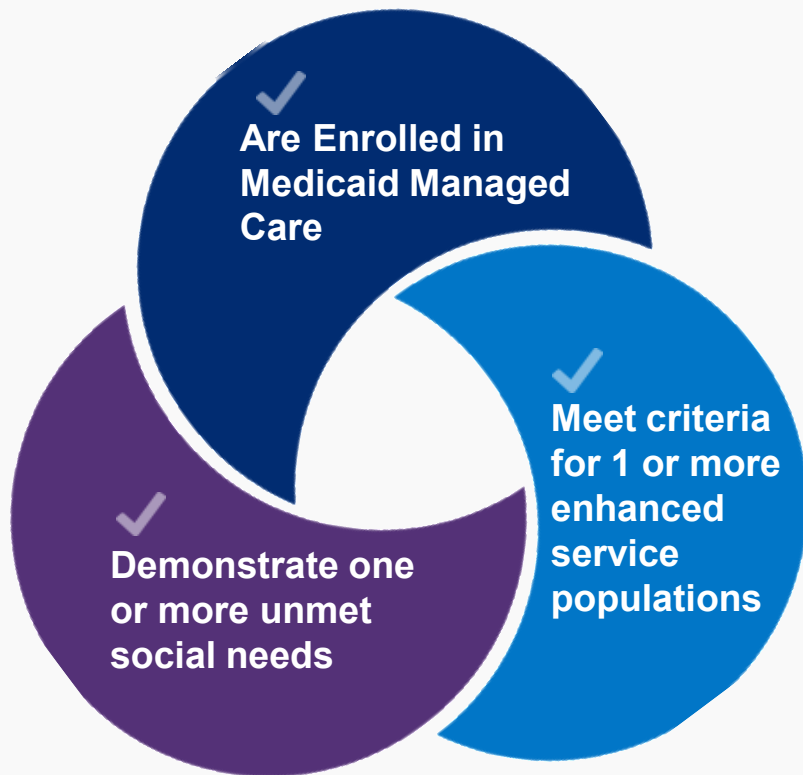 Are Enrolled in
Medicaid Managed
Care
Meet criteria
for 1 or more
enhanced
service
populations
Demonstrate one
or more unmet
social needs